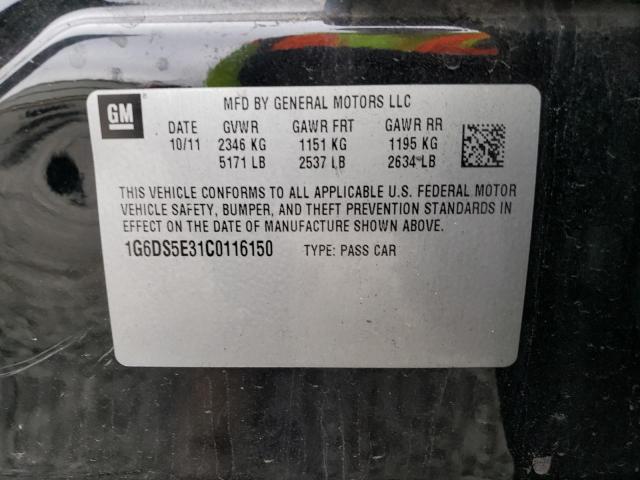 GM
MFD BY GENERAL MOTORS LLC
DATE GVWR GAWR FRT GAWR RR
10/11 2346 KG 1151 KG 1195 KG
5171 LB 2537 LB 2634 LB
THIS VEHICLE CONFORMS TO ALL APPLICABLE U.S. FEDERAL MOTOR
VEHICLE SAFETY, BUMPER, AND THEFT PREVENTION STANDARDS IN
EFFECT ON THE DATE OF MANUFACTURE SHOWN ABOVE.
1G6DS5E31C0116150 TYPE: PASS CAR